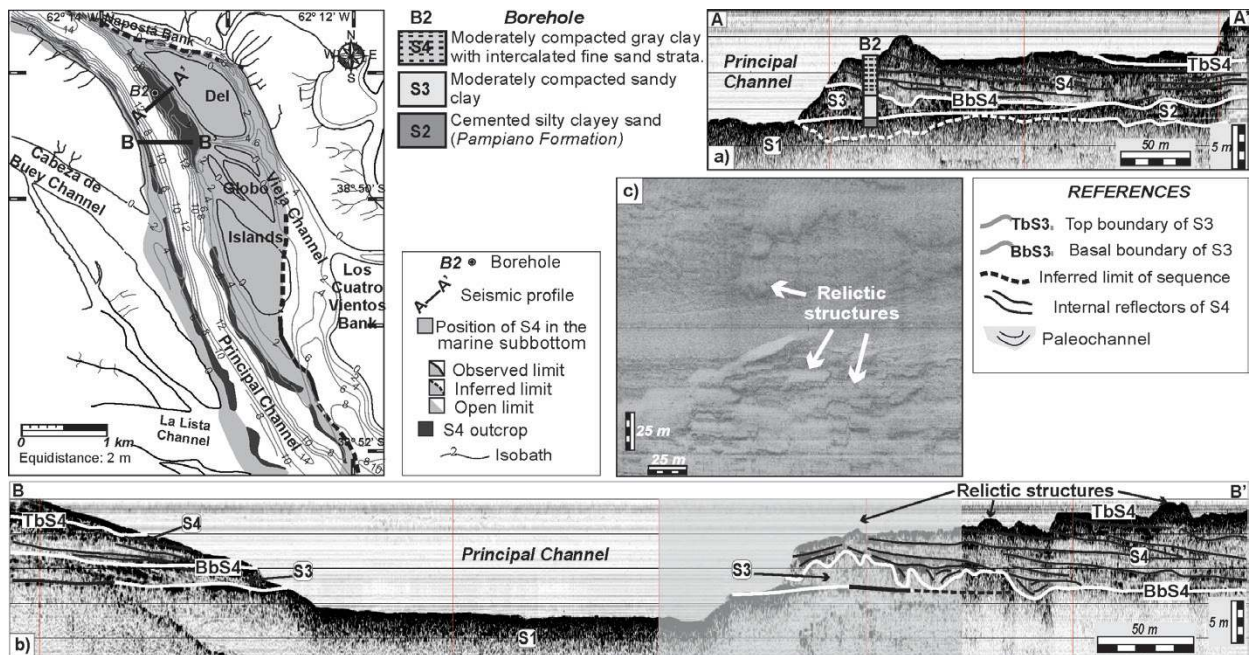 62° 14' W
62° 12' W
Naposta Bank
N
W E
S
B2
A'
A
Del
B
B'
Cabeza de
Buey Channel
38° 50' S
Globo
Islands
Vieja Channel
Los
Cuatro
Vientos
Bank
Principal Channel
La Lista
Channel
38° 52' S
0 1 km
Equidistance: 2 m
B2 Borehole
S4 Moderately compacted gray clay
with intercalated fine sand strata.
S3 Moderately compacted sandy
clay
S2 Cemented silty clayey sand
(Pampiano Formation)
B2 Borehole
A A' Seismic profile
Position of S4 in the
marine subbottom
Observed limit
Inferred limit
Open limit
S4 outcrop
2 Isobath
A A'
B2
Principal
Channel
TbS4
S4
S3
BbS4
S2
S1
a)
50 m
5 m
c)
Relictic
structures
25 m
25 m
REFERENCES
TbS3 Top boundary of S3
BbS3 Basal boundary of S3
Inferred limit of sequence
Internal reflectors of S4
Paleochannel
B B'
Relictic structures
TbS4
S4
TbS4
Principal Channel
S4
BbS4
S3
S3
BbS4
S1
b)
50 m
5 m